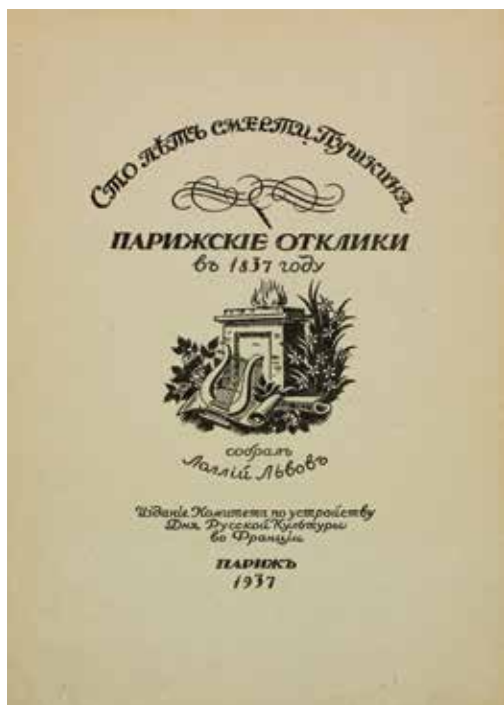 Сто лѣтъ смерти Пушкина
ПАРИЖСКІЕ ОТКЛИКИ
въ 1837 году
собралъ
Лоллій Львовъ
Изданіе Комитета по устройству
Дня Русской Культуры
во Франціи
ПАРИЖЪ
1937